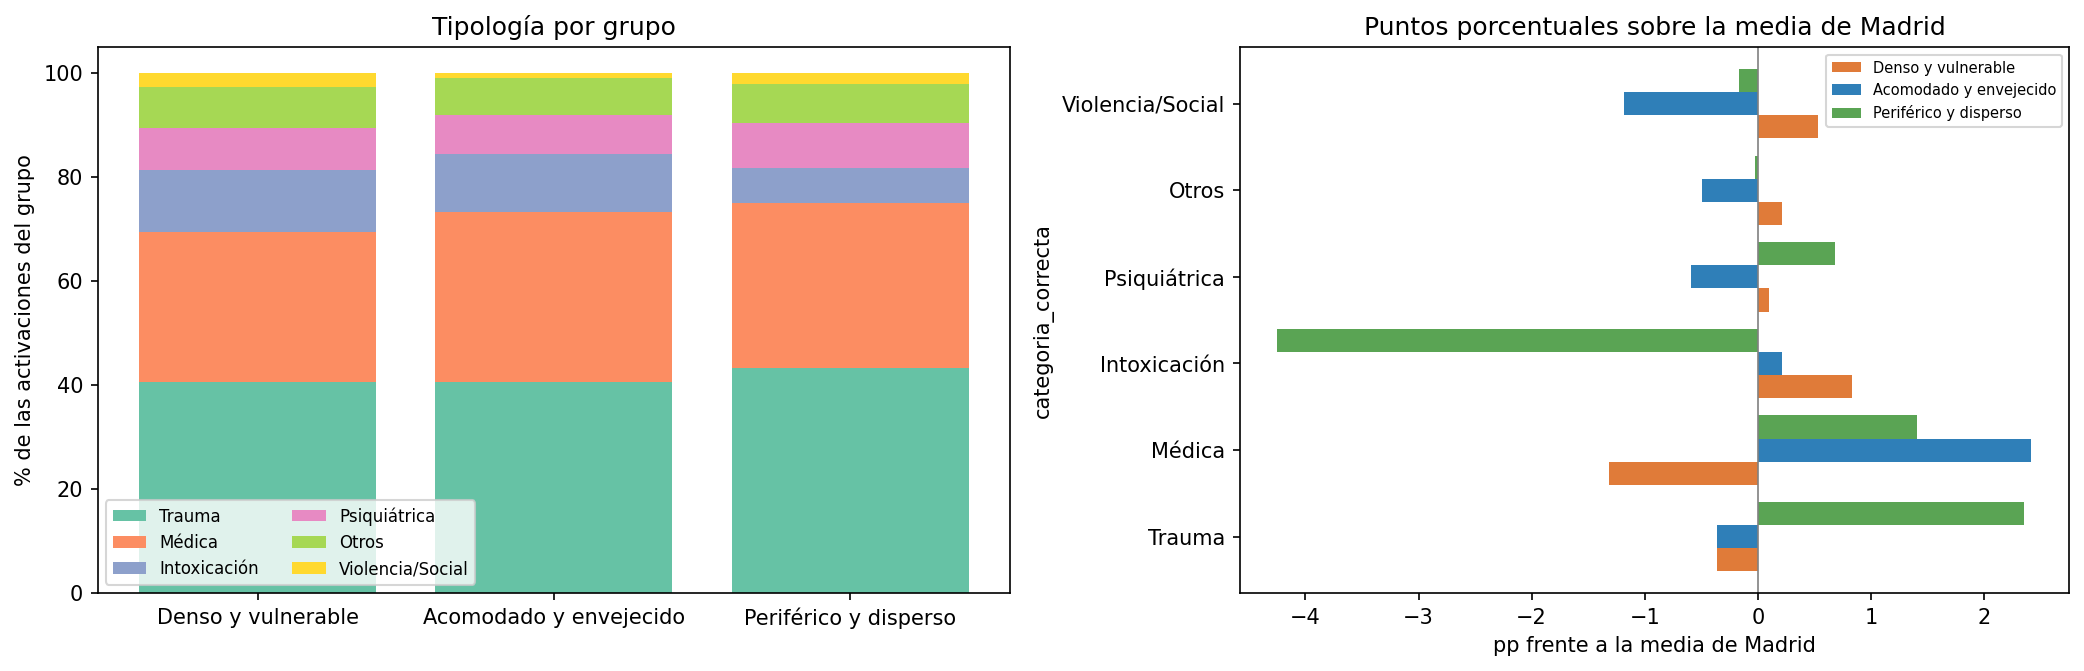 Tipología por grupo
% de las activaciones del grupo
100
80
60
40
20
0
Trauma
Médica
Intoxicación
Psiquiátrica
Otros
Violencia/Social
Denso y vulnerable
Acomodado y envejecido
Periférico y disperso
Puntos porcentuales sobre la media de Madrid
categoria_correcta
Violencia/Social
Otros
Psiquiátrica
Intoxicación
Médica
Trauma
Denso y vulnerable
Acomodado y envejecido
Periférico y disperso
−4
−3
−2
−1
0
1
2
pp frente a la media de Madrid